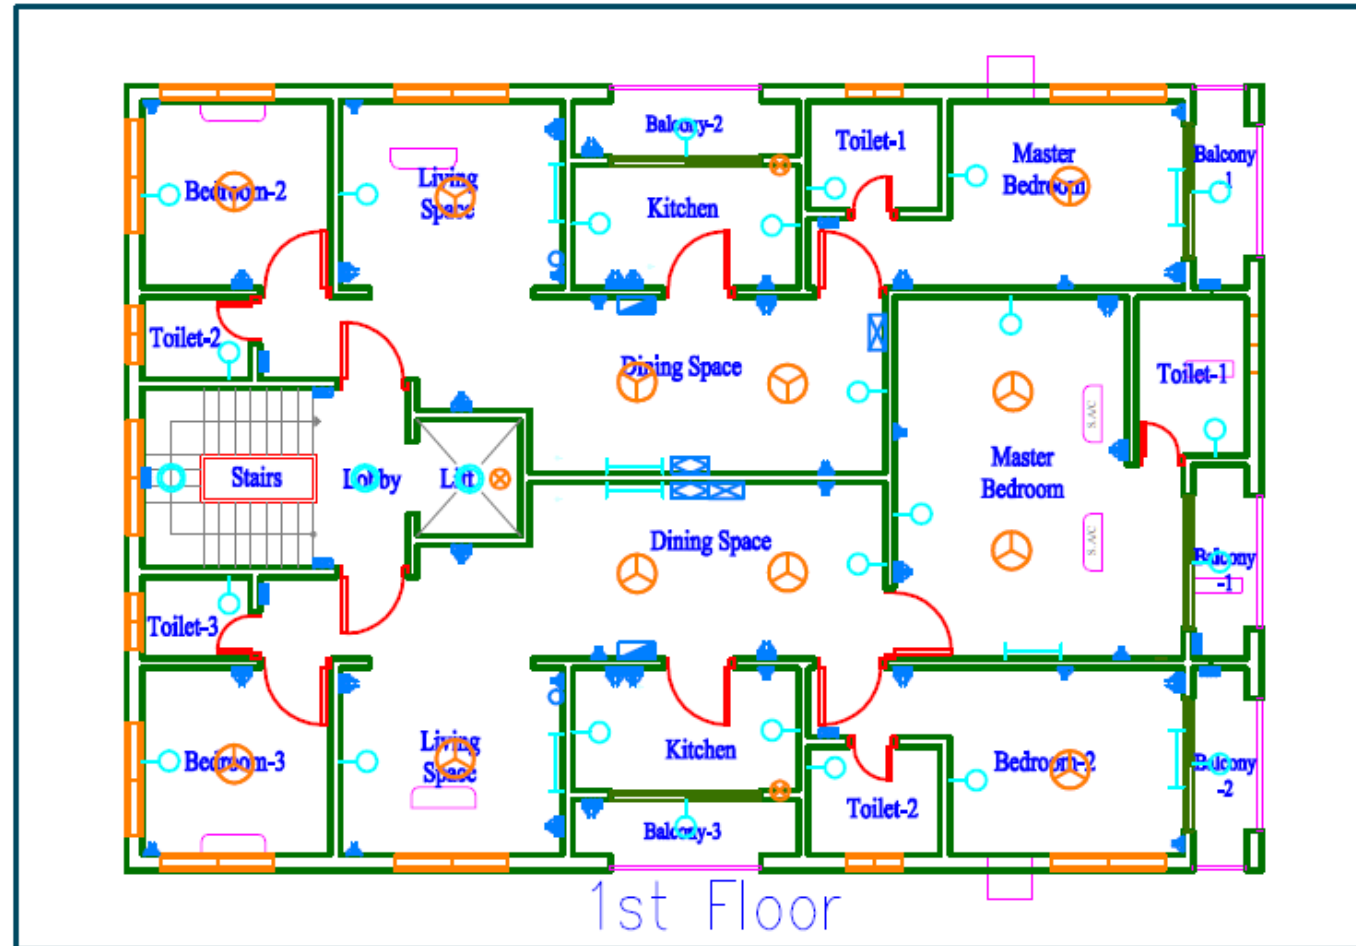 Balcony-2
Toilet-1
Master
Bedroom
Balcony
1
Bedroom-2
Living
Space
Kitchen
Toilet-2
Dining Space
Toilet-1
S.A/C
Stairs
Lobby
Lift
Master
Bedroom
Dining Space
S.A/C
Balcony
-1
Toilet-3
Bedroom-3
Living
Space
Kitchen
Bedroom-2
Balcony
-2
Toilet-2
Balcony-3
1st Floor